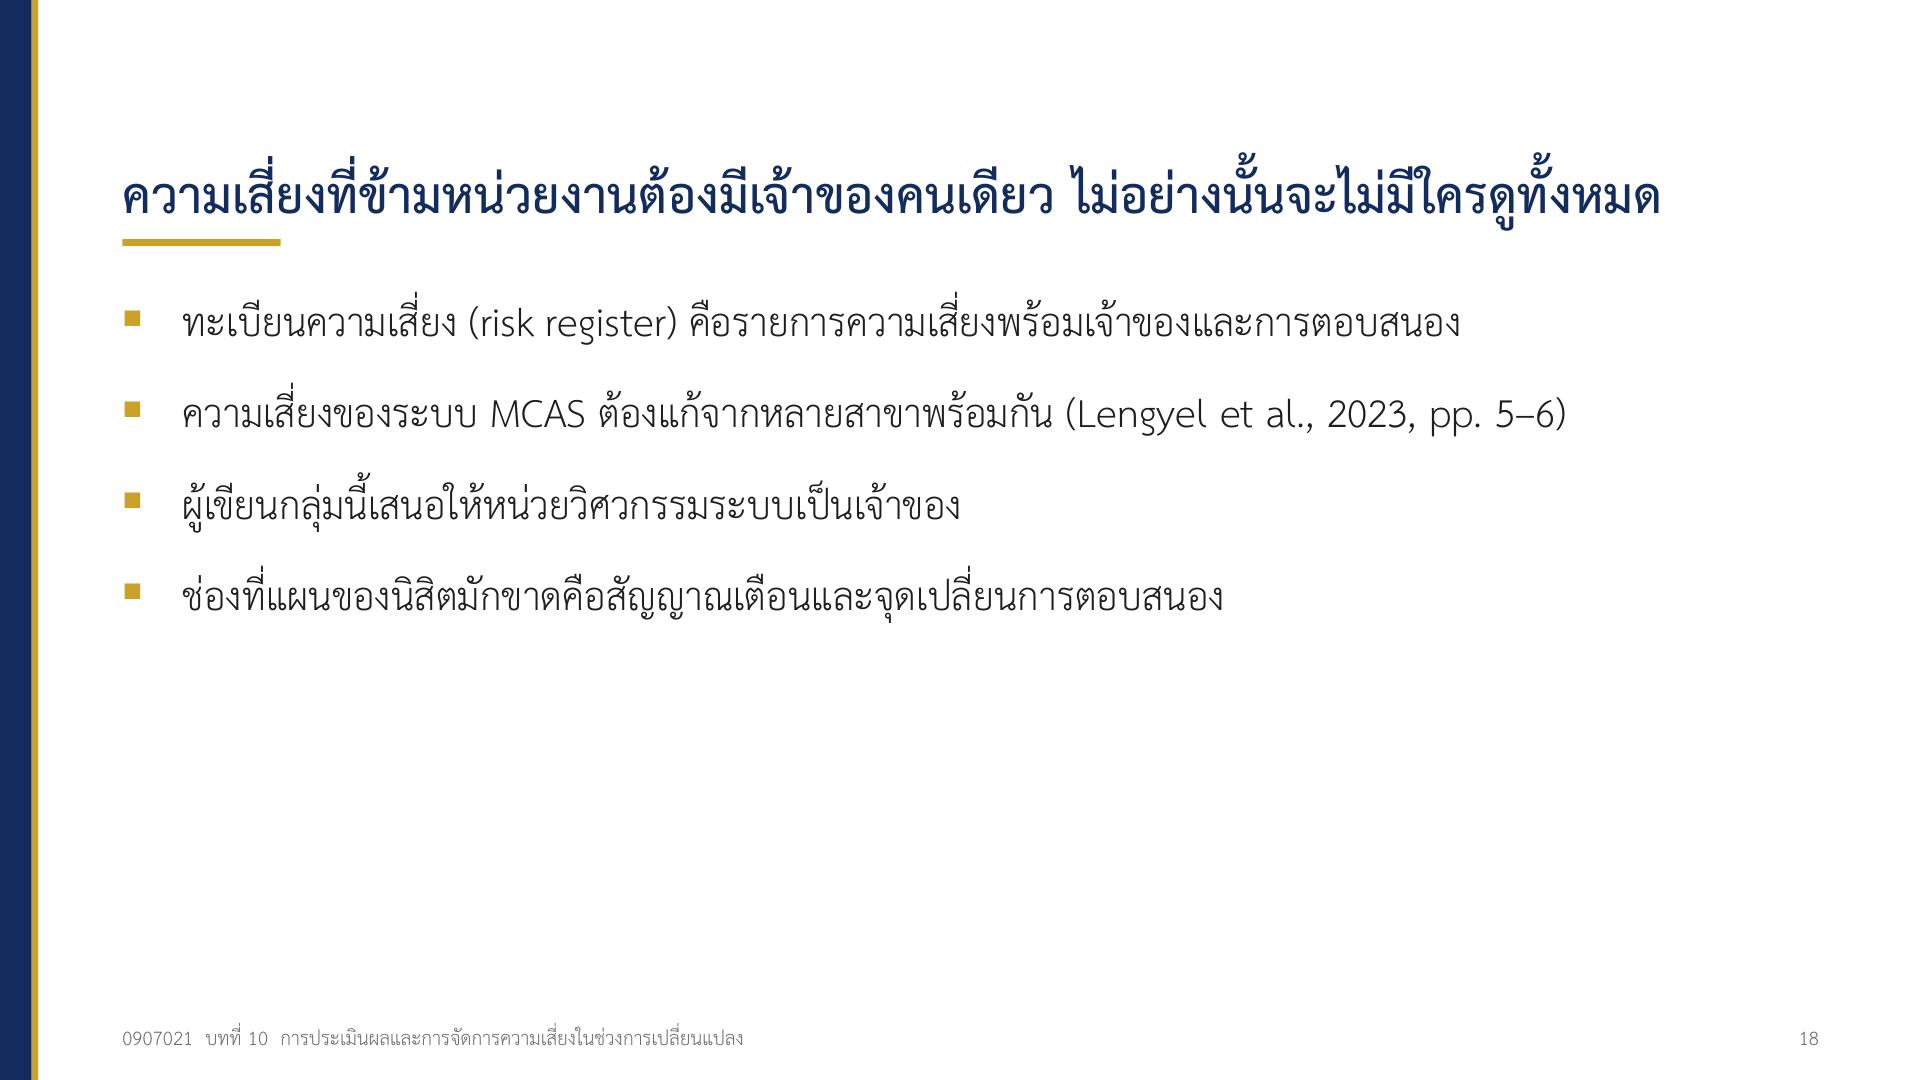 ความเสี่ยงที่ข้ามหน่วยงานต้องมีเจ้าของคนเดียว ไม่อย่างนั้นจะไม่มีใครดูทั้งหมด
ทะเบียนความเสี่ยง (risk register) คือรายการความเสี่ยงพร้อมเจ้าของและการตอบสนอง
ความเสี่ยงของระบบ MCAS ต้องแก้จากหลายสาขาพร้อมกัน (Lengyel et al., 2023, pp. 5–6)
ผู้เขียนกลุ่มนี้เสนอให้หน่วยวิศวกรรมระบบเป็นเจ้าของ
ช่องที่แผนของนิสิตมักขาดคือสัญญาณเตือนและจุดเปลี่ยนการตอบสนอง
0907021 บทที่ 10 การประเมินผลและการจัดการความเสี่ยงในช่วงการเปลี่ยนแปลง
18